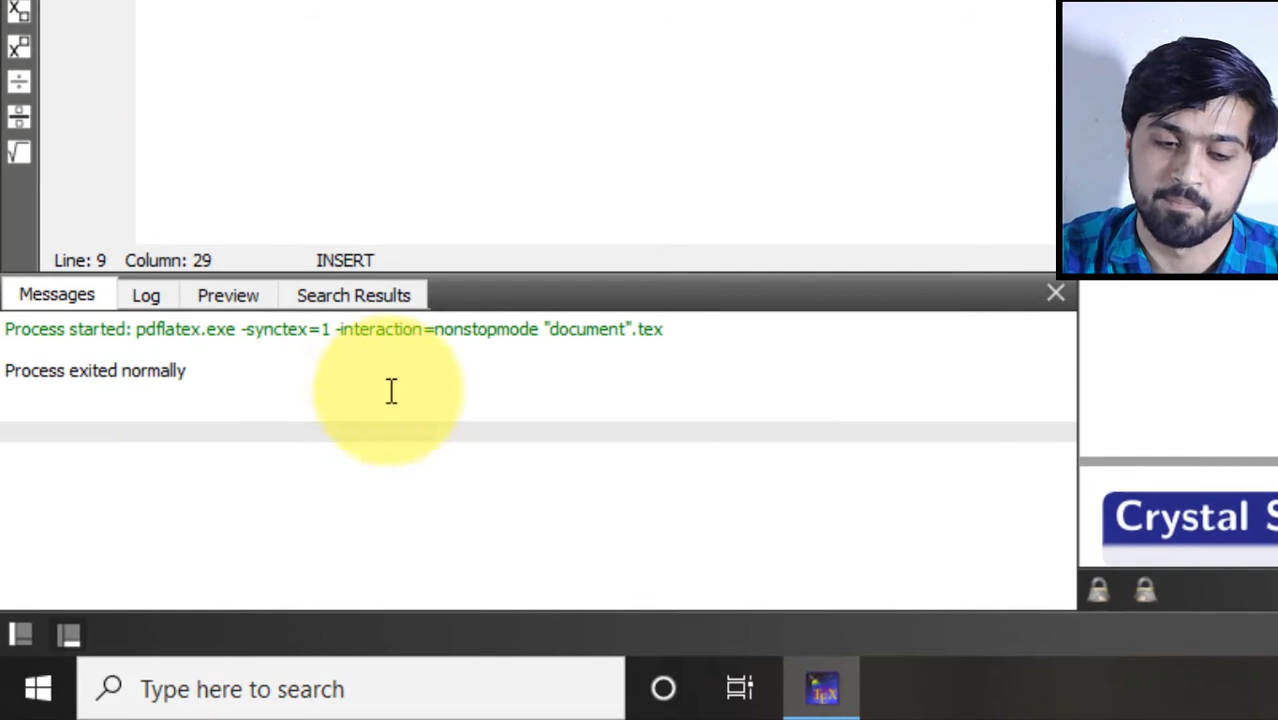 Line: 9 Column: 29 INSERT
Messages Log Preview Search Results
Process started: pdflatex.exe -synctex=1 -interaction=nonstopmode "document".tex
Process exited normally
Crystal S
Type here to search
TEX